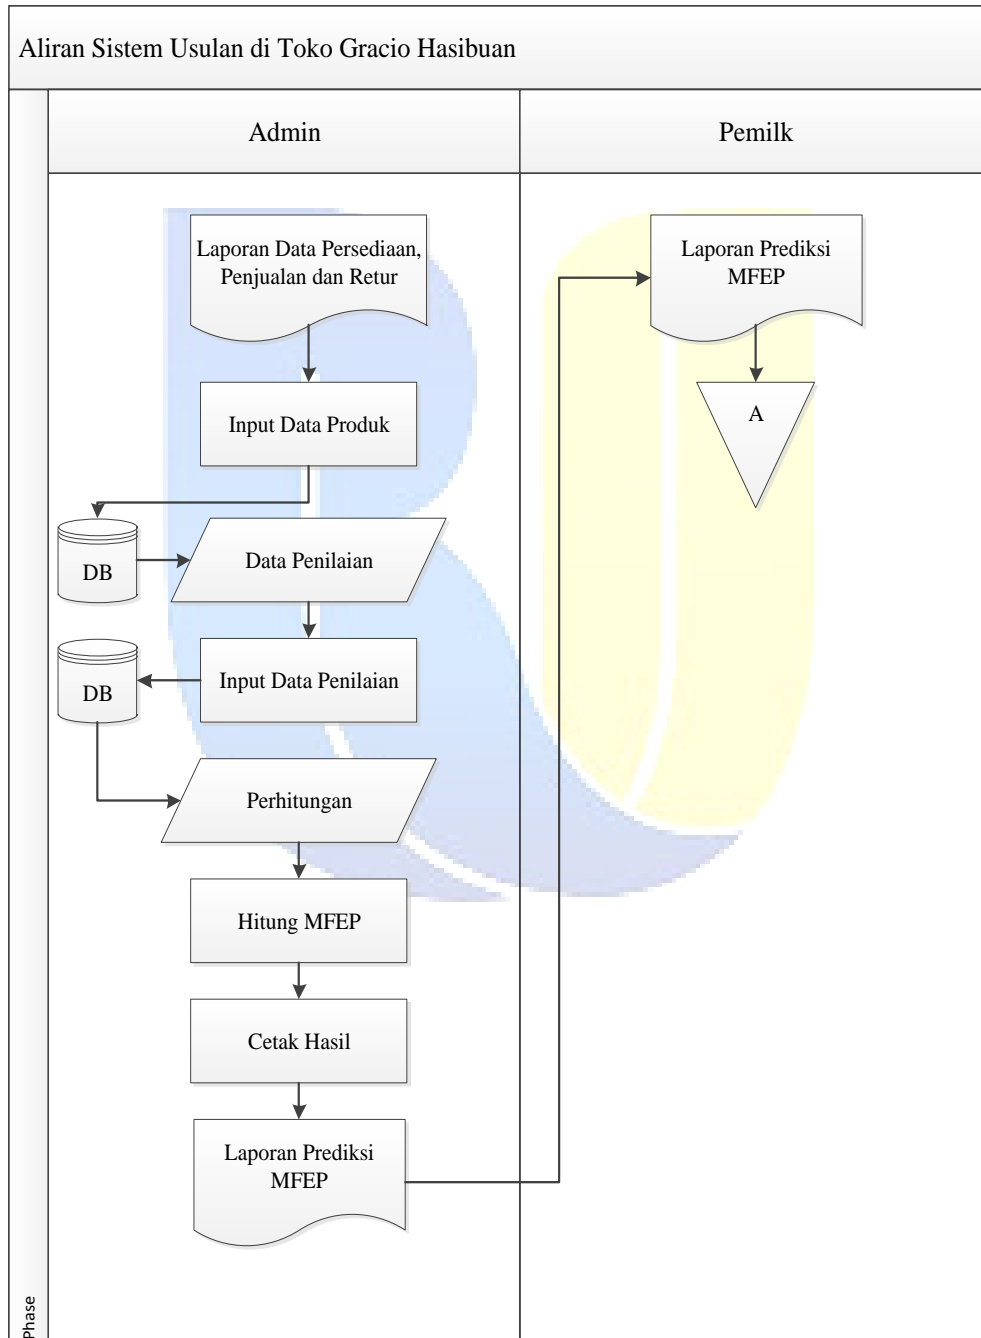 Aliran Sistem Usulan di Toko Gracio Hasibuan
Admin
Pemilk
Laporan Data Persediaan,
Penjualan dan Retur
Input Data Produk
DB
Data Penilaian
DB
Input Data Penilaian
Perhitungan
Hitung MFEP
Cetak Hasil
Laporan Prediksi
MFEP
Laporan Prediksi
MFEP
A
Phase